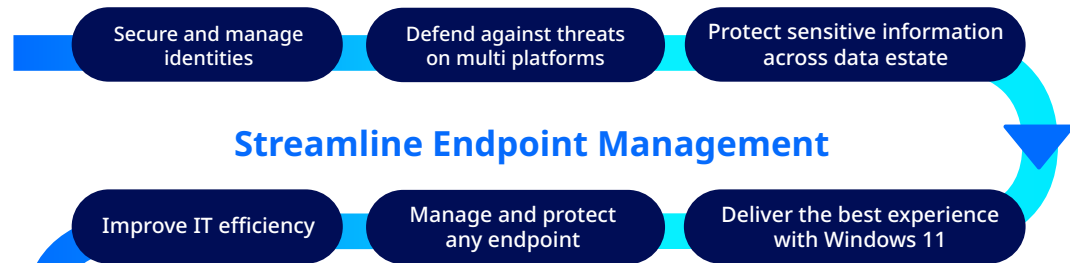 Secure and manage
identities
Defend against threats
on multi platforms
Protect sensitive information
across data estate
Streamline Endpoint Management
Improve IT efficiency
Manage and protect
any endpoint
Deliver the best experience
with Windows 11